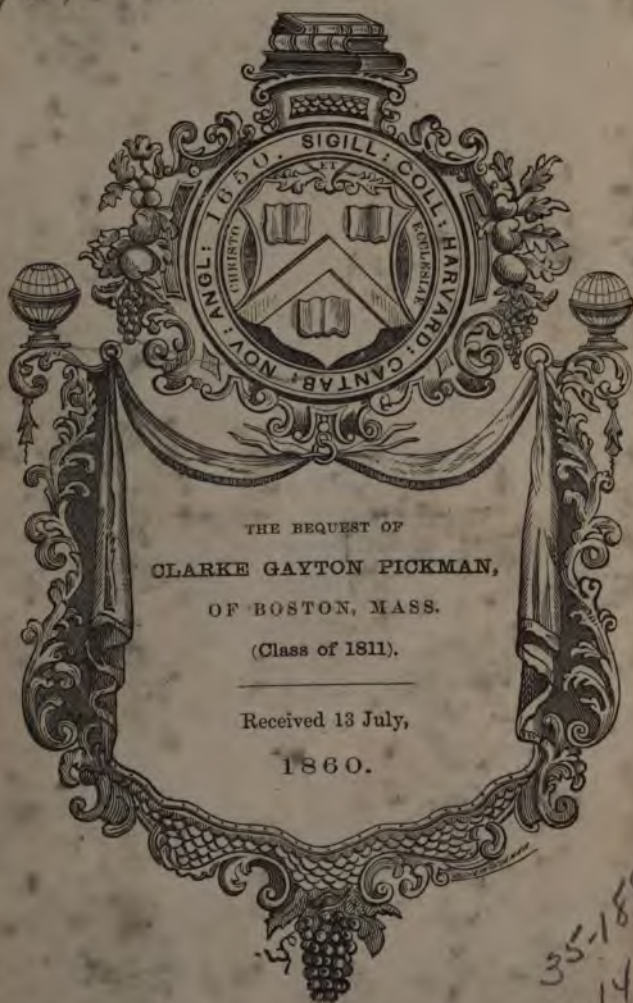 SIGILL: COLL: HARVARD: CANTAB: NOV: ANGL: 1650.
ET
CHRISTO
ECCLESIAE
THE BEQUEST OF
CLARKE GAYTON PICKMAN,
OF BOSTON, MASS.
(Class of 1811).
Received 13 July,
1860.